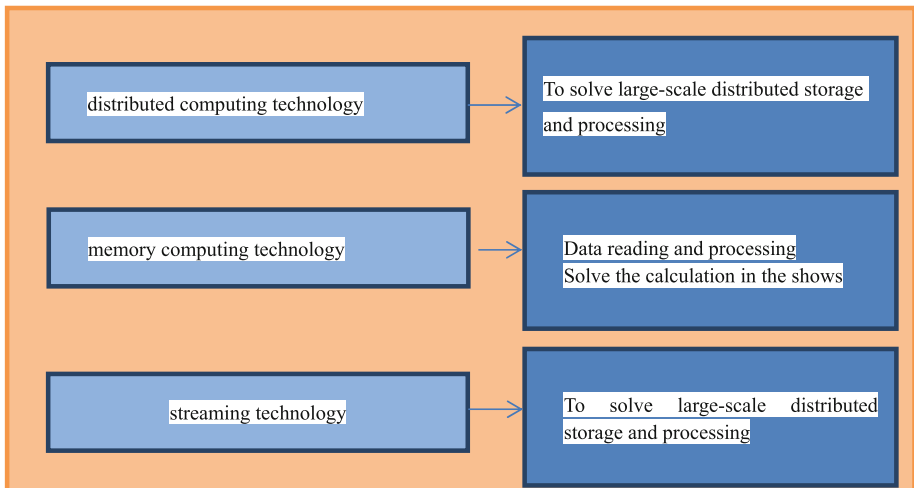 distributed computing technology
To solve large-scale distributed storage
and processing
memory computing technology
Data reading and processing
Solve the calculation in the shows
streaming technology
To solve large-scale distributed
storage and processing